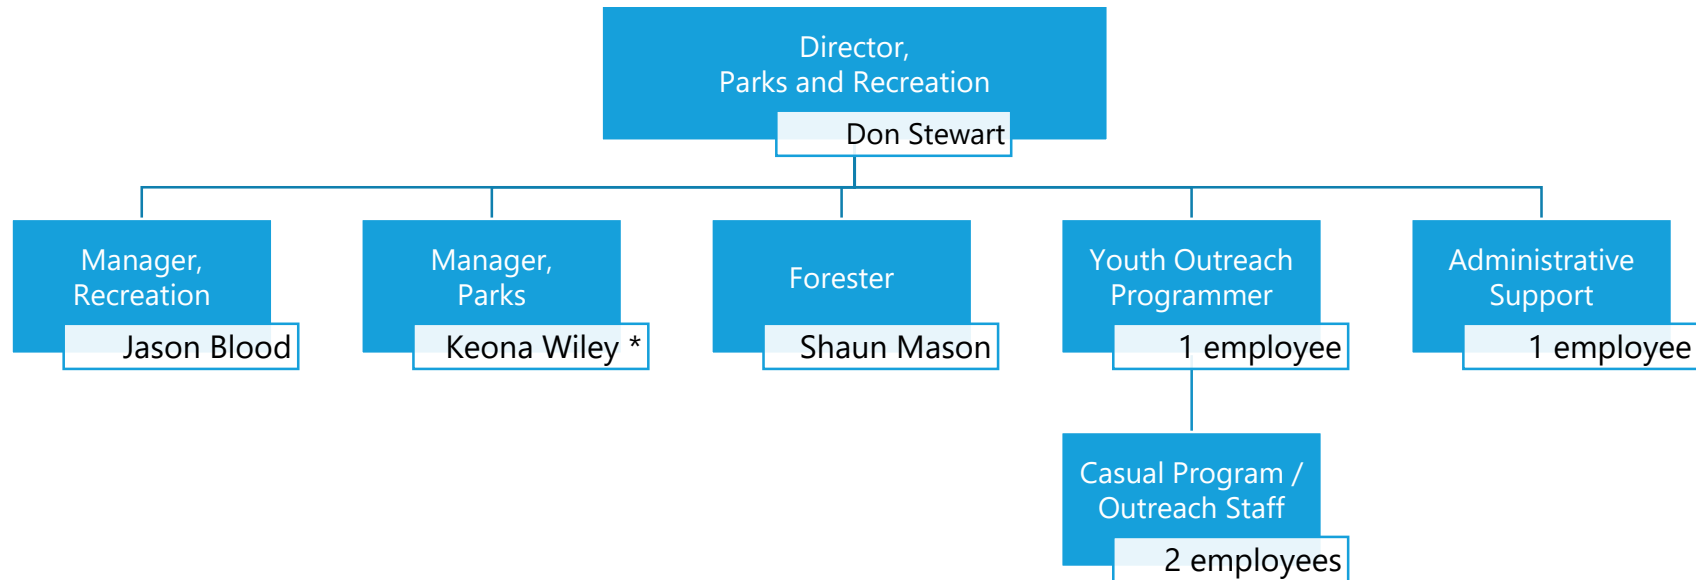 Director,
Parks and Recreation
Don Stewart
Manager,
Recreation
Jason Blood
Manager,
Parks
Keona Wiley *
Forester
Shaun Mason
Youth Outreach
Programmer
1 employee
Administrative
Support
1 employee
Casual Program /
Outreach Staff
2 employees